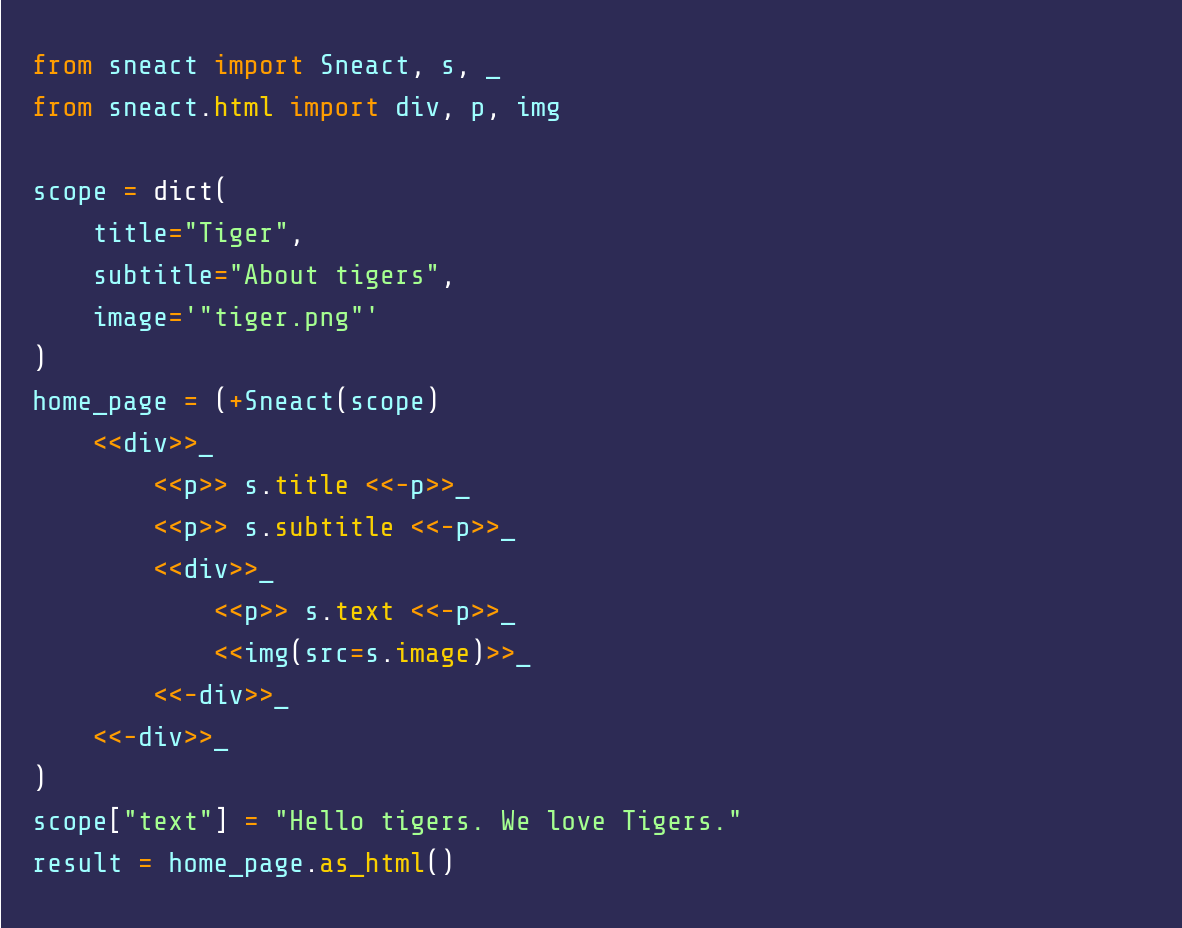 from sneact import Sneact, s, _
from sneact.html import div, p, img

scope = dict(
    title="Tiger",
    subtitle="About tigers",
    image='"tiger.png"'
)
home_page = (+Sneact(scope)
    <<div>>_
        <<p>> s.title <<-p>>_
        <<p>> s.subtitle <<-p>>_
        <<div>>_
            <<p>> s.text <<-p>>_
            <<img(src=s.image)>>_
        <<-div>>_
    <<-div>>_
)
scope["text"] = "Hello tigers. We love Tigers."
result = home_page.as_html()